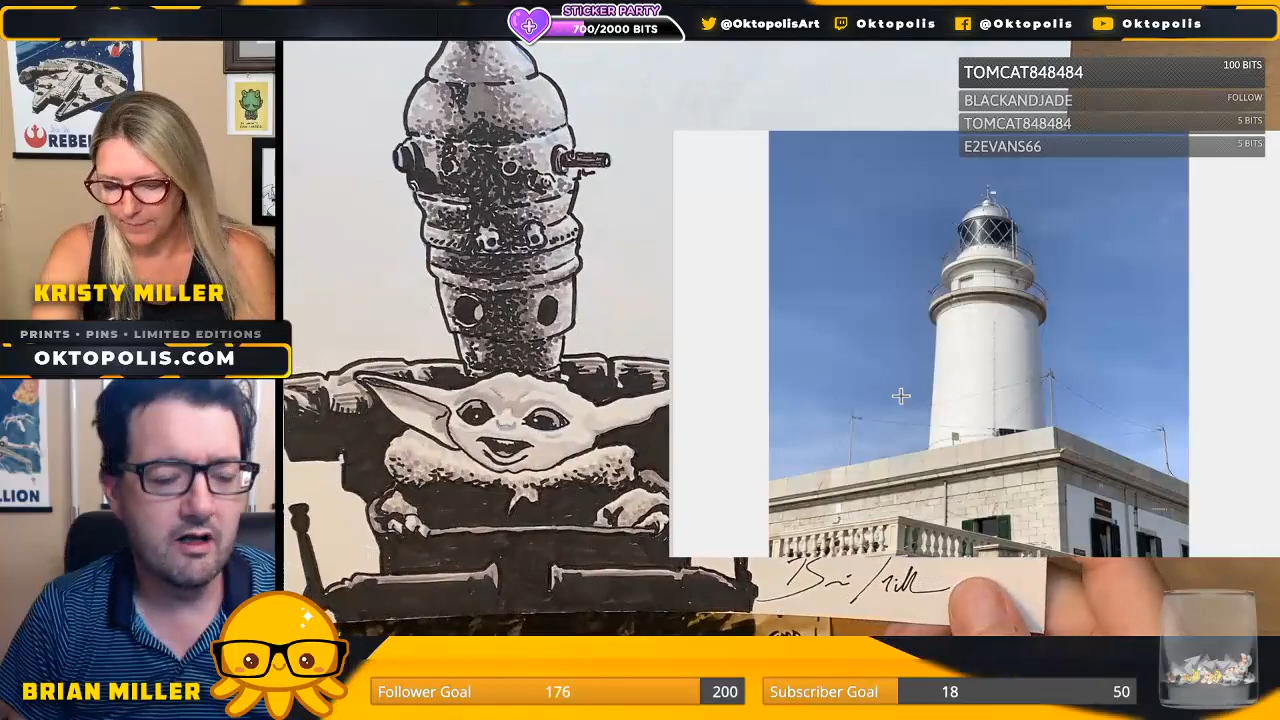 STICKER PARTY
700/2000 BITS
@OktopolisArt
Oktopolis
@Oktopolis
Oktopolis
TOMCAT848484 100 BITS
BLACKANDJADE FOLLOW
TOMCAT848484 5 BITS
E2EVANS66 5 BITS
REBEL
KRISTY MILLER
PRINTS • PINS • LIMITED EDITIONS
OKTOPOLIS.COM
LLION
BRIAN MILLER
Follower Goal 176 200
Subscriber Goal 18 50